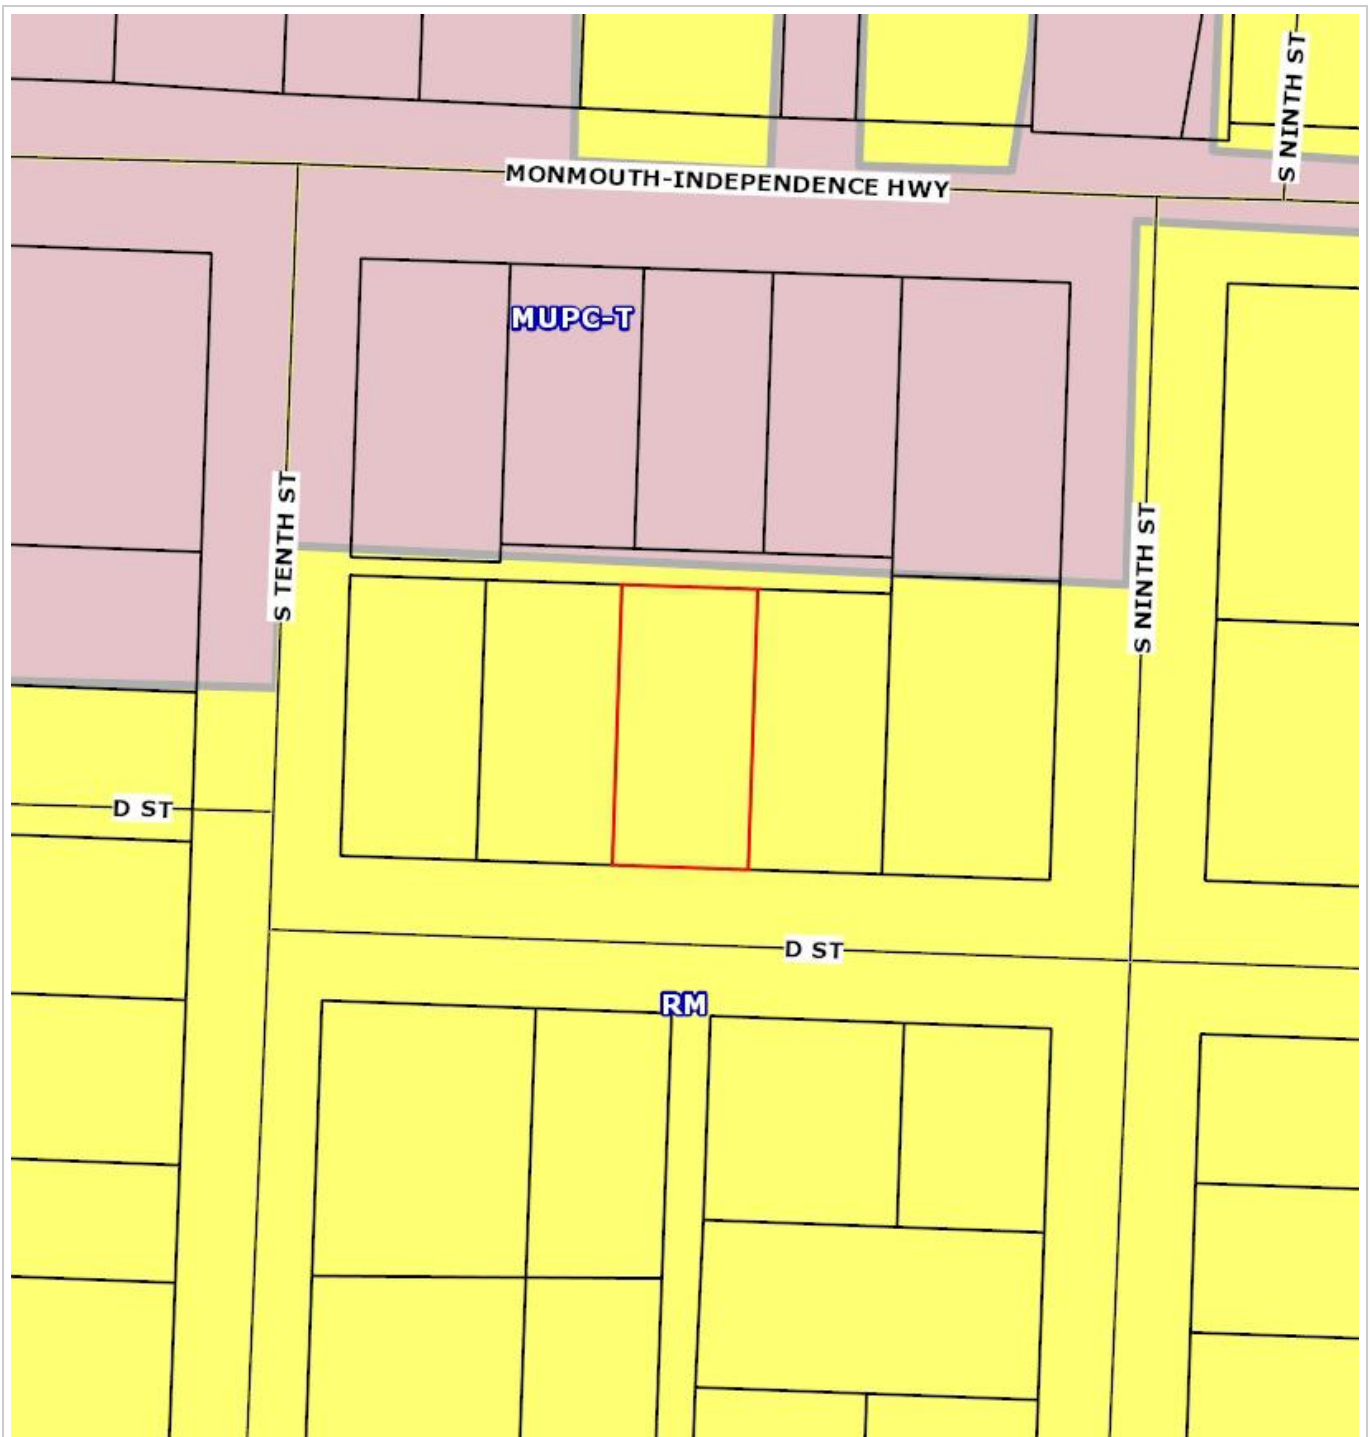 S NINTH ST
MONMOUTH-INDEPENDENCE HWY
MUPC-T
S TENTH ST
S NINTH ST
D ST
D ST
RM